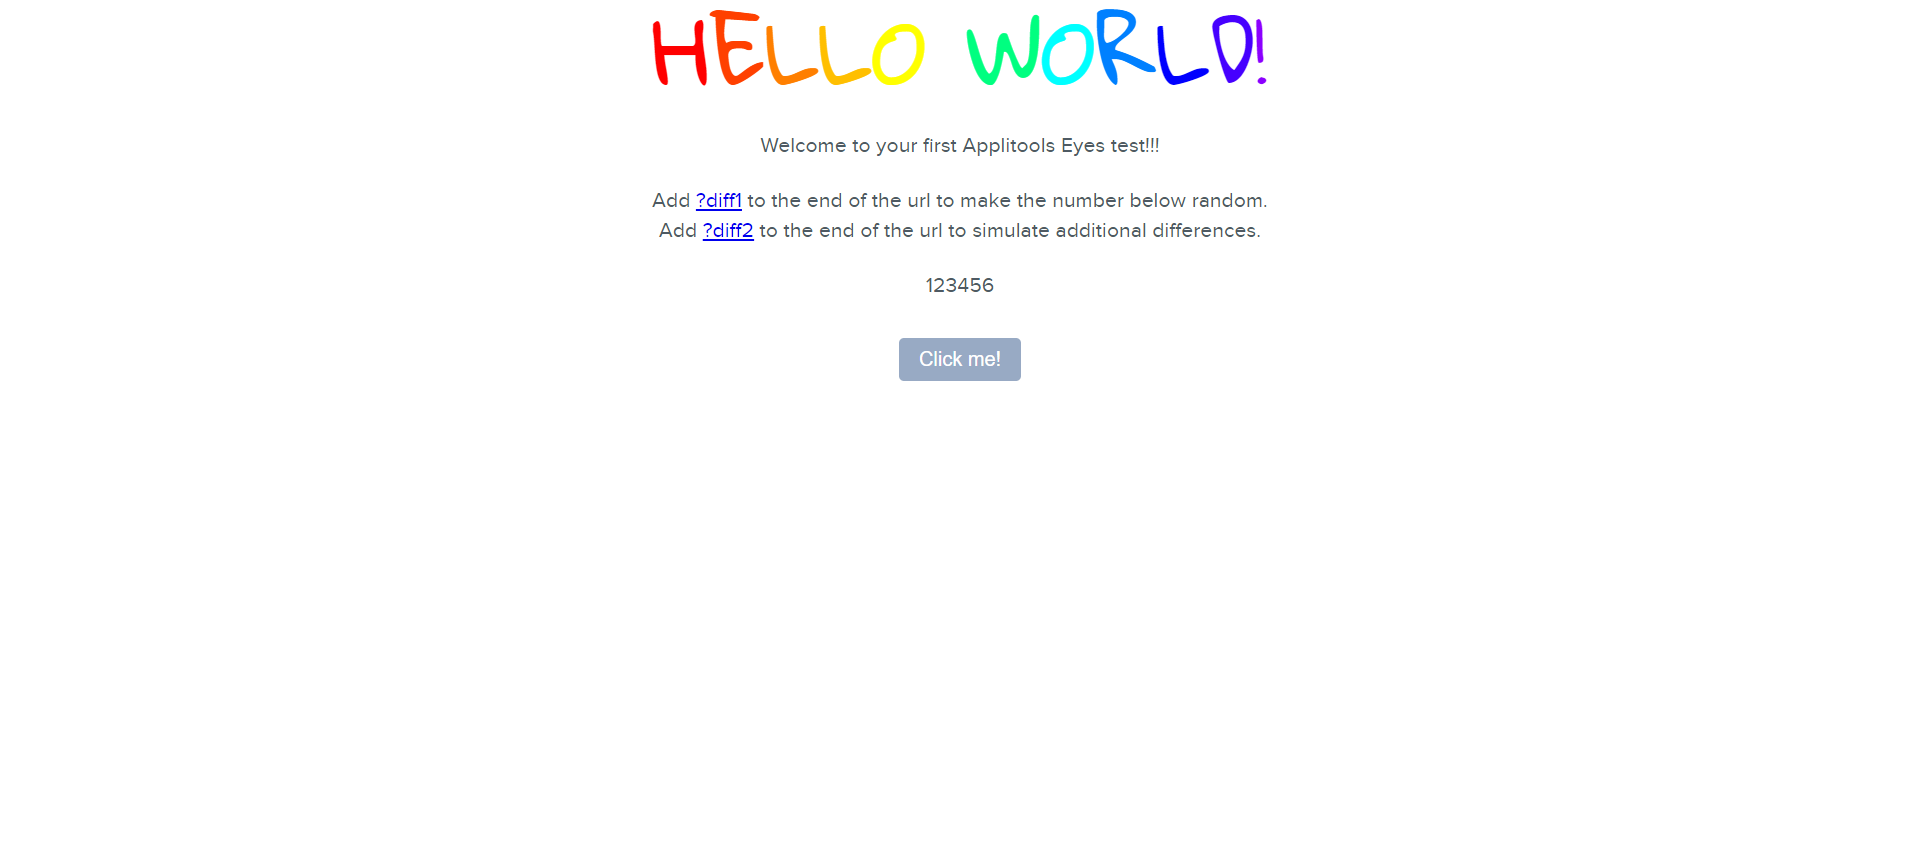 HELLO WORLD!
Welcome to your first Applitools Eyes test!!!
Add ?diff1 to the end of the url to make the number below random.
Add ?diff2 to the end of the url to simulate additional differences.
123456
Click me!